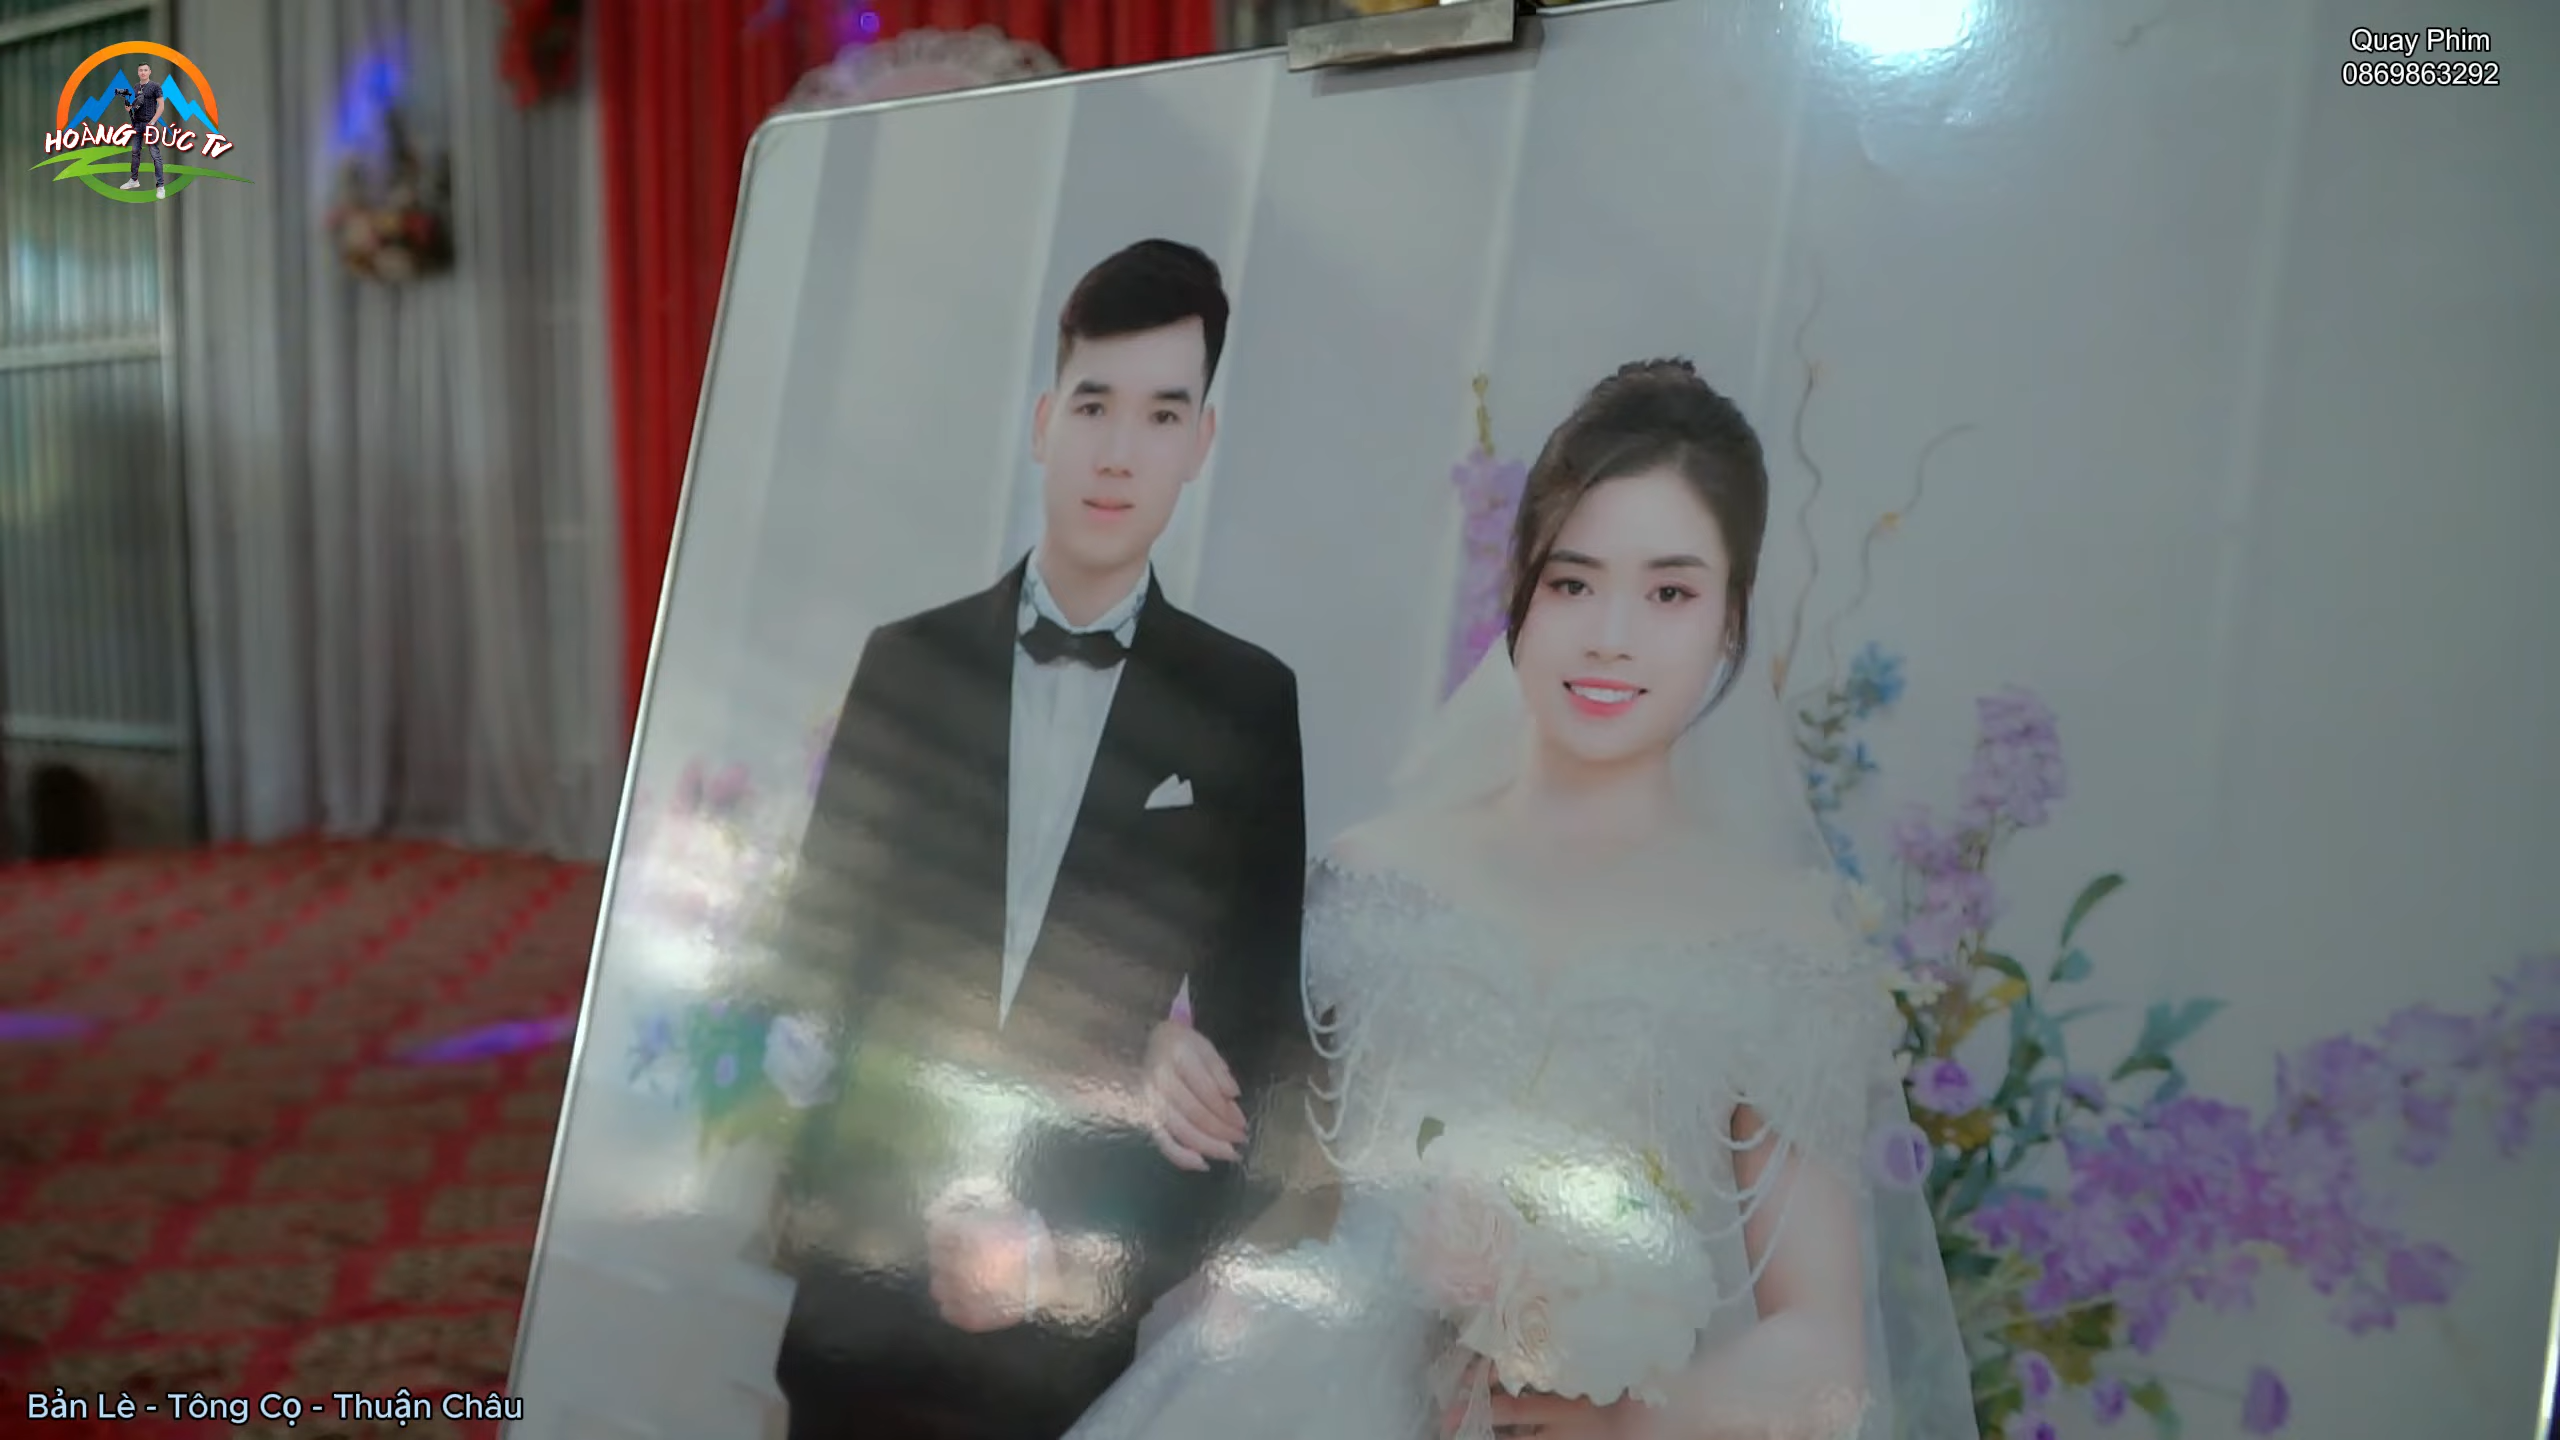 HOÀNG ĐỨC TV
Quay Phim
0869863292
Bản Lè - Tông Cọ - Thuận Châu